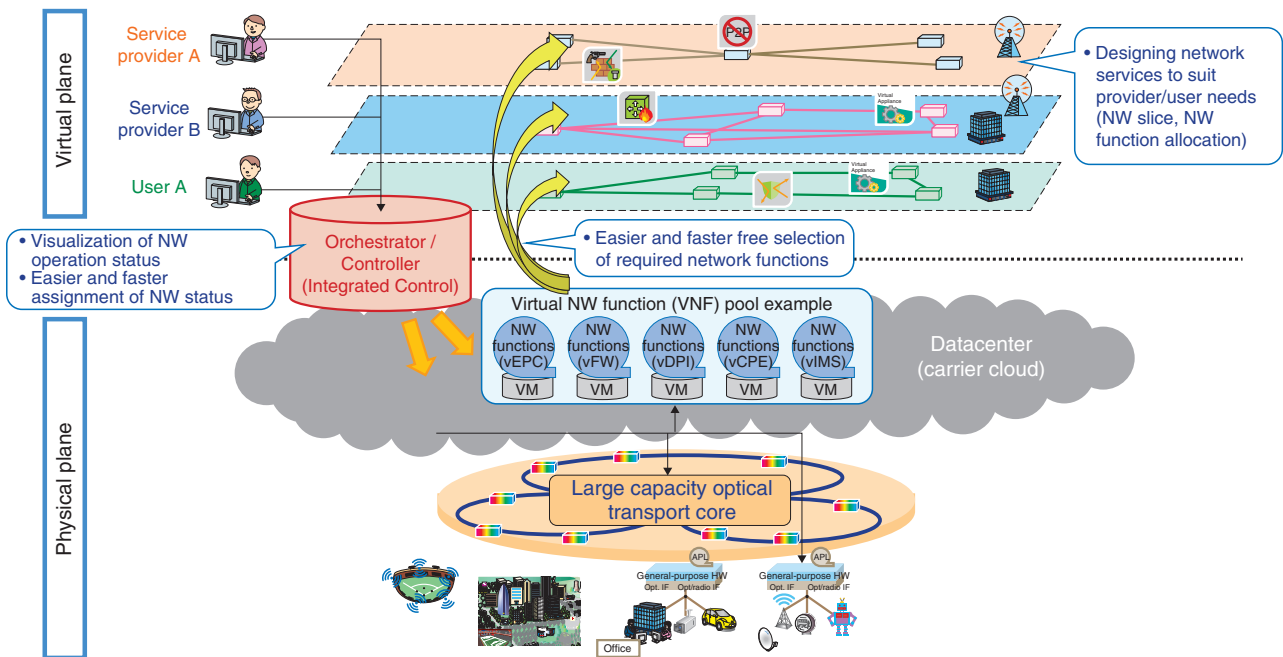 Virtual plane
Service
provider A
Service
provider B
User A
P2P
Virtual
Appliance
Virtual
Appliance
• Designing network
services to suit
provider/user needs
(NW slice, NW
function allocation)
• Visualization of NW
operation status
• Easier and faster
assignment of NW status
Orchestrator /
Controller
(Integrated Control)
• Easier and faster free selection
of required network functions
Physical plane
Virtual NW function (VNF) pool example
NW
functions
(vEPC)
VM
NW
functions
(vFW)
VM
NW
functions
(vDPI)
VM
NW
functions
(vCPE)
VM
NW
functions
(vIMS)
VM
Datacenter
(carrier cloud)
Large capacity optical
transport core
APL
General-purpose HW
Opt. IF Opt/radio IF
Office
APL
General-purpose HW
Opt. IF Opt/radio IF